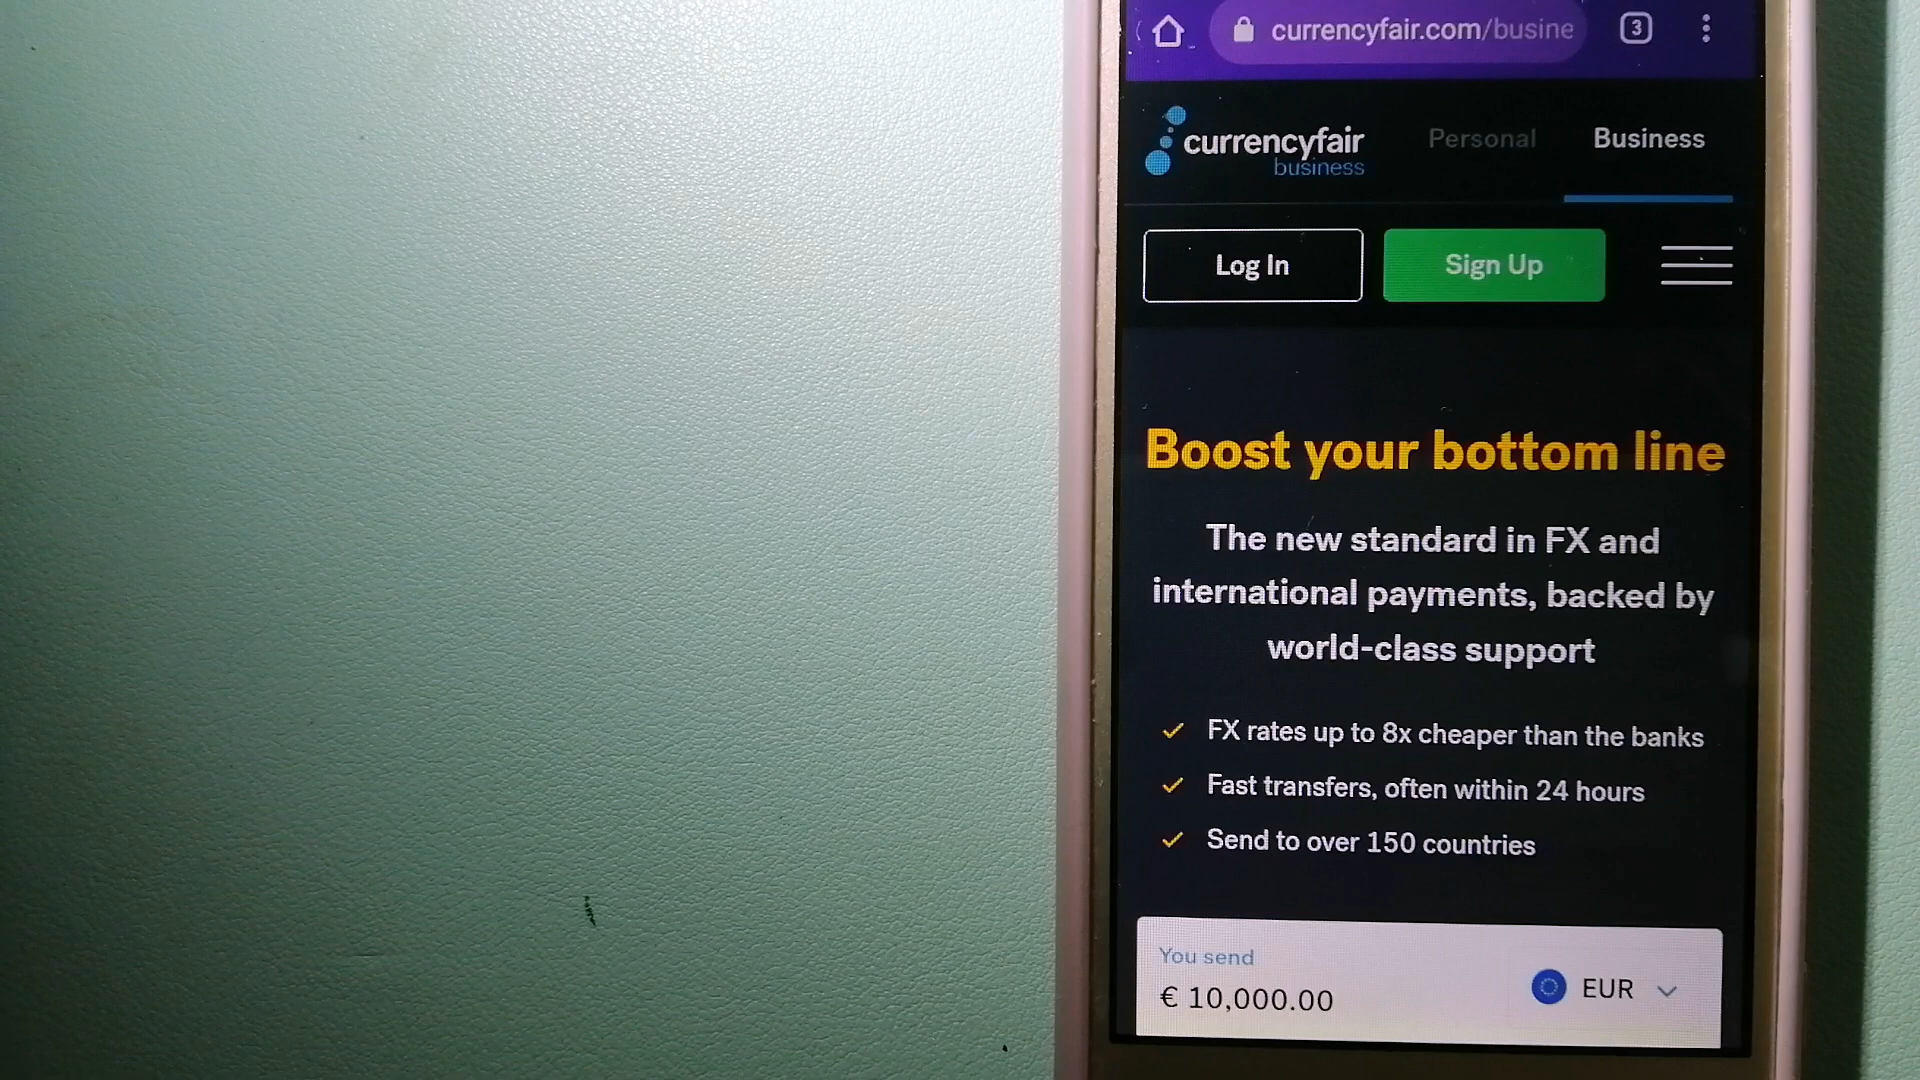 currencyfair.com/busine
3
currencyfair
business
Personal
Business
Log In
Sign Up
Boost your bottom line
The new standard in FX and
international payments, backed by
world-class support
FX rates up to 8x cheaper than the banks
Fast transfers, often within 24 hours
Send to over 150 countries
You send
€ 10,000.00
EUR